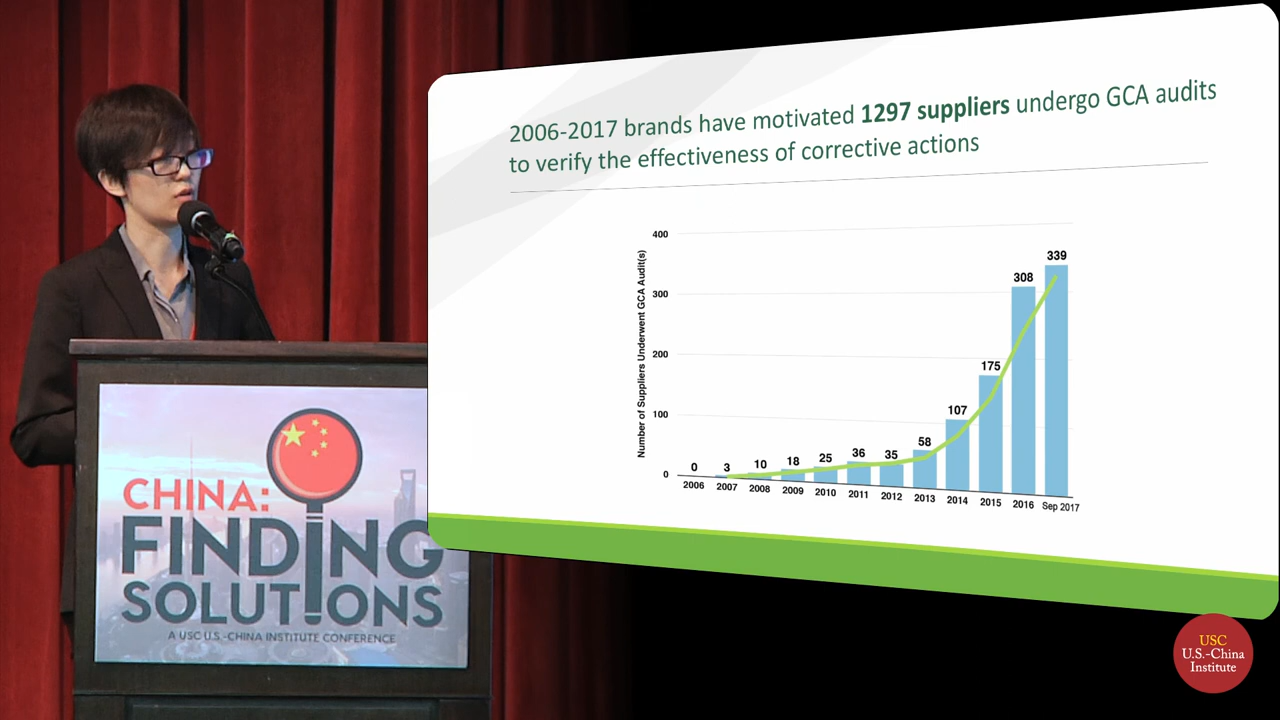 2006-2017 brands have motivated 1297 suppliers undergo GCA audits
to verify the effectiveness of corrective actions
Number of Suppliers Underwent GCA Audit(s)
400
300
200
100
0
0
3
10
18
25
36
35
58
107
175
308
339
2006
2007
2008
2009
2010
2011
2012
2013
2014
2015
2016
Sep 2017
CHINA:
FINDING
SOLUTIONS
A USC U.S.-CHINA INSTITUTE CONFERENCE
USC
U.S.-China
Institute